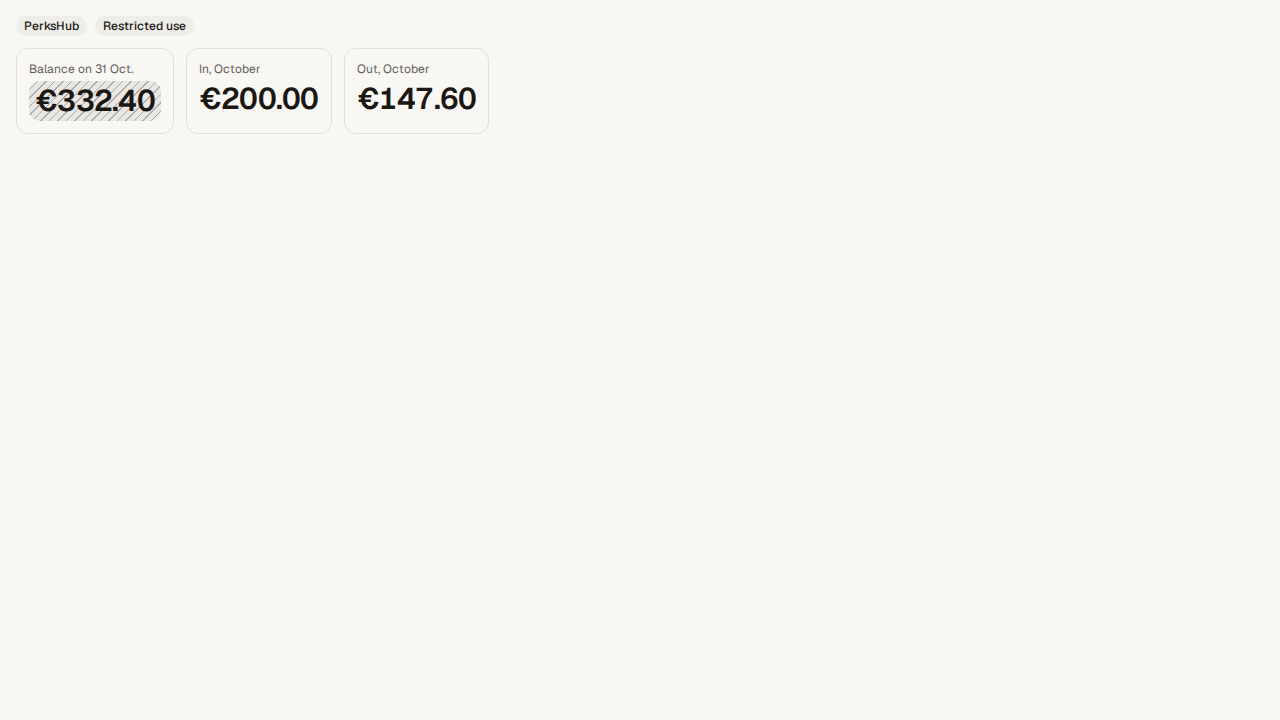 PerksHub Restricted use
Balance on 31 Oct. In, October Out, October
€332.40 €200.00 €147.60